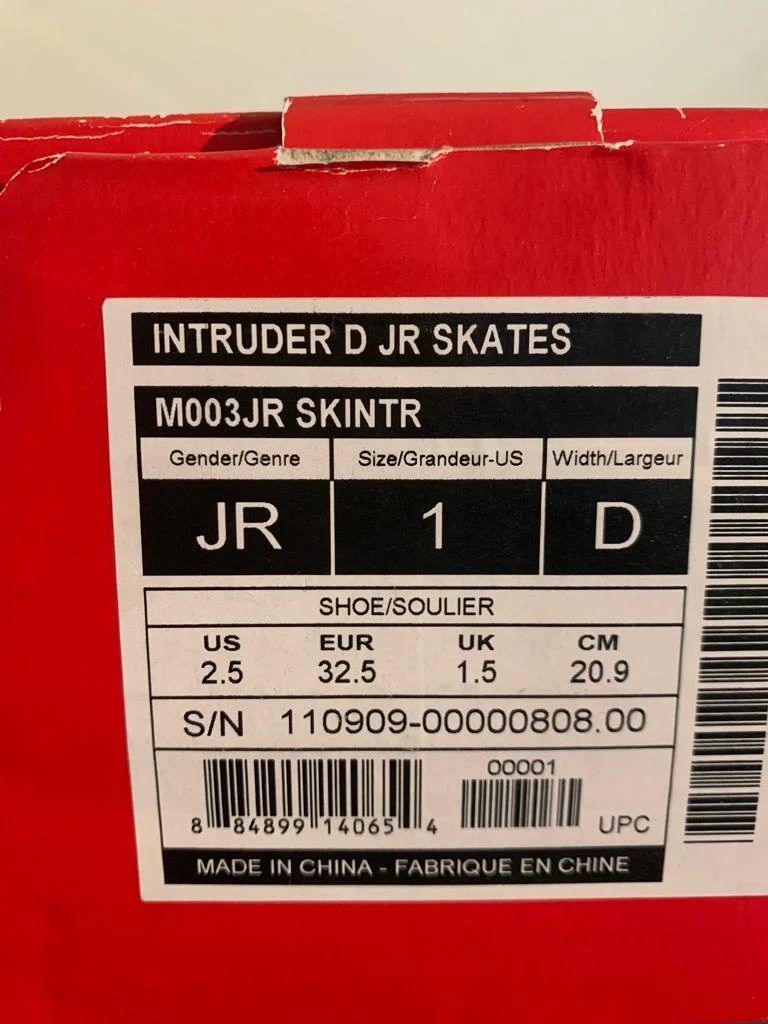 INTRUDER D JR SKATES
M003JR SKINTR
Gender/Genre Size/Grandeur-US Width/Largeur
JR 1 D
SHOE/SOULIER
US EUR UK CM
2.5 32.5 1.5 20.9
S/N 110909-00000808.00
00001
8 84899 14065 4 UPC
MADE IN CHINA - FABRIQUE EN CHINE